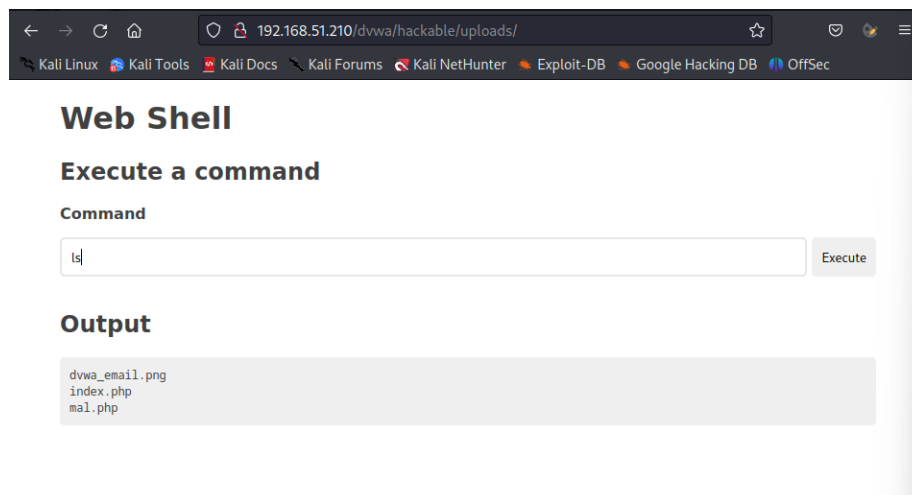 192.168.51.210/dvwa/hackable/uploads/
Kali Linux Kali Tools Kali Docs Kali Forums Kali NetHunter Exploit-DB Google Hacking DB OffSec
Web Shell
Execute a command
Command
ls Execute
Output
dvwa_email.png
index.php
mal.php